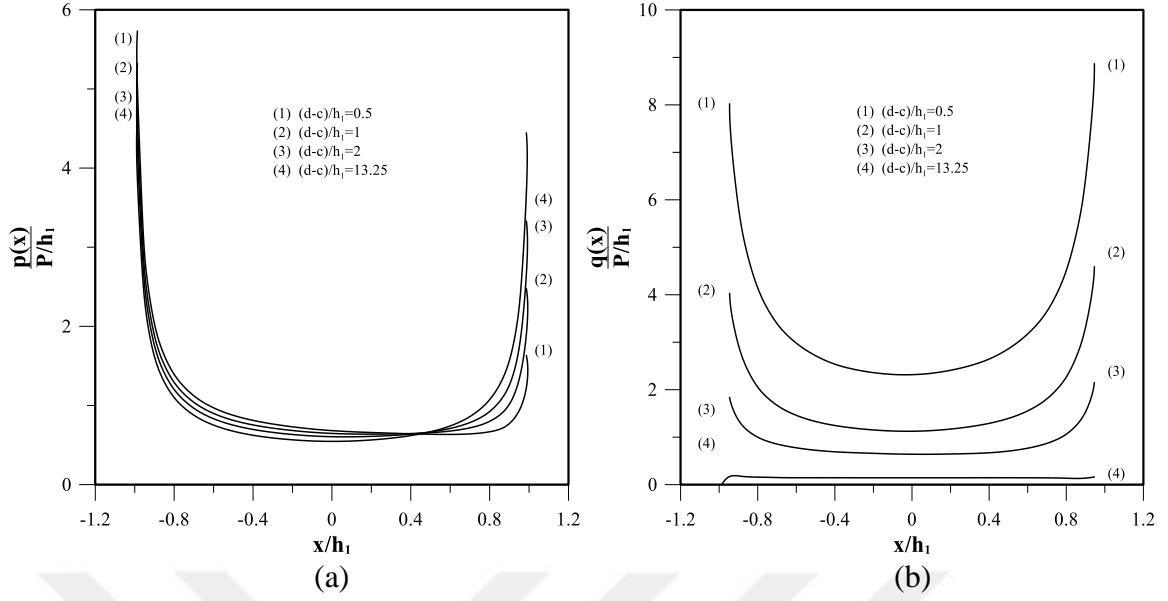 6
4
2
0
p(x)
P/h₁
(1)
(2)
(3)
(4)
(1) (d-c)/h₁=0.5
(2) (d-c)/h₁=1
(3) (d-c)/h₁=2
(4) (d-c)/h₁=13.25
(4)
(3)
(2)
(1)
-1.2 -0.8 -0.4 0 0.4 0.8 1.2
x/h₁
(a)
10
8
6
4
2
0
q(x)
P/h₁
(1)
(2)
(3)
(4)
(1) (d-c)/h₁=0.5
(2) (d-c)/h₁=1
(3) (d-c)/h₁=2
(4) (d-c)/h₁=13.25
(1)
(2)
(3)
(4)
-1.2 -0.8 -0.4 0 0.4 0.8 1.2
x/h₁
(b)